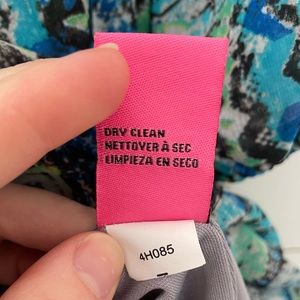 DRY CLEAN
NETTOYER À SEC
LIMPIEZA EN SECO
4H085